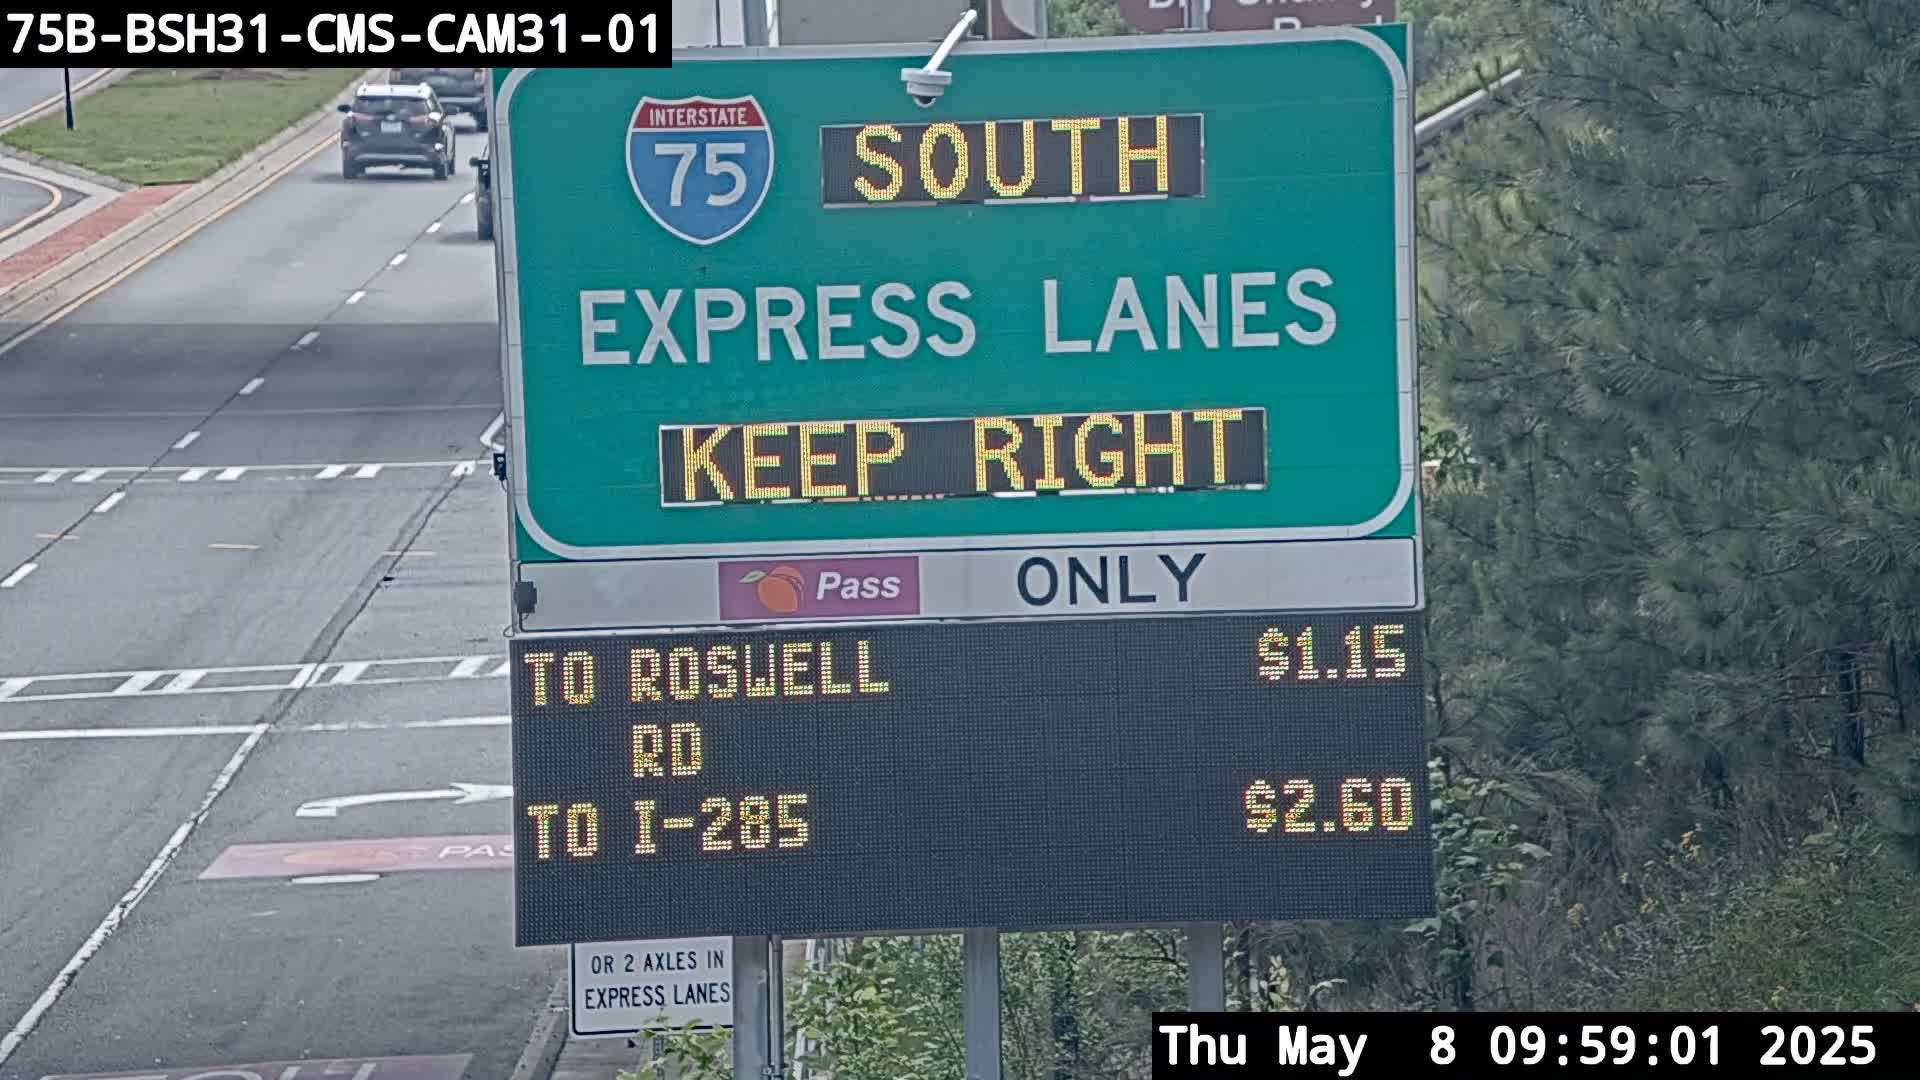 75B-BSH31-CMS-CAM31-01
INTERSTATE
75
SOUTH
EXPRESS LANES
KEEP RIGHT
Pass
ONLY
TO ROSWELL $1.15
RD
TO I-285 $2.60
OR 2 AXLES IN
EXPRESS LANES
Thu May 8 09:59:01 2025